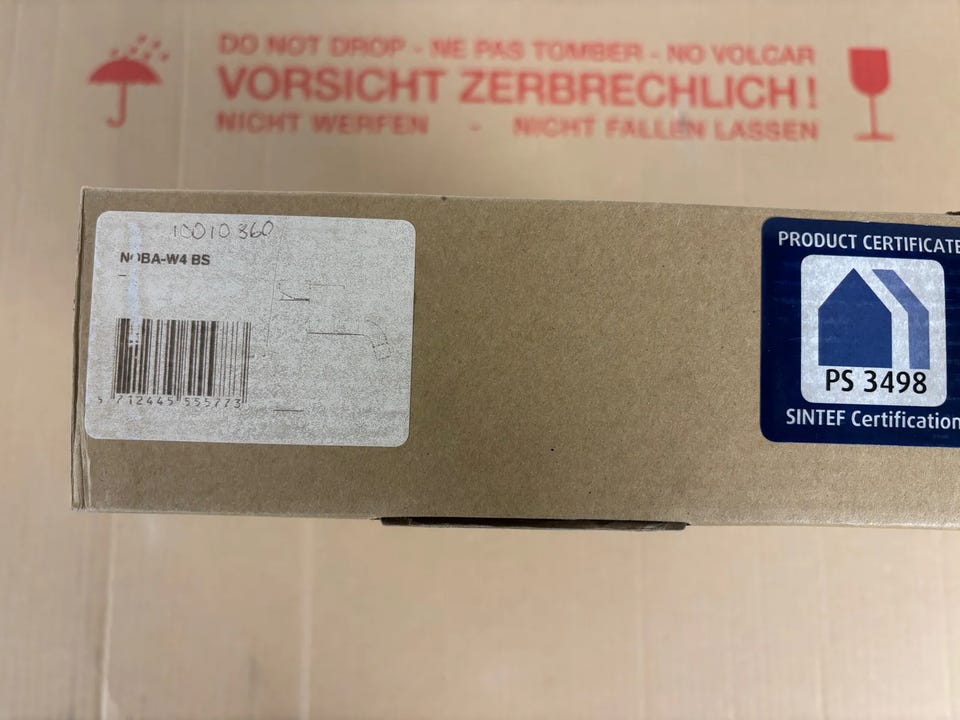 DO NOT DROP - NE PAS TOMBER - NO VOLCAR
VORSICHT ZERBRECHLICH!
NICHT WERFEN - NICHT FALLEN LASSEN
10010360
NOBA-W4 BS
5 712445 555773
PRODUCT CERTIFICATE
PS 3498
SINTEF Certification